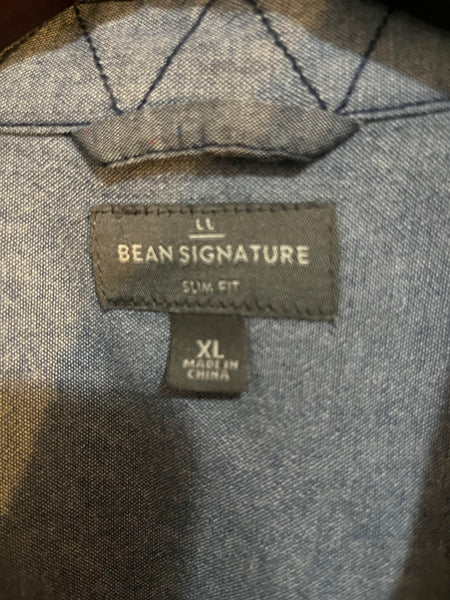 LL
BEAN SIGNATURE
SLIM FIT
XL
MADE IN
CHINA